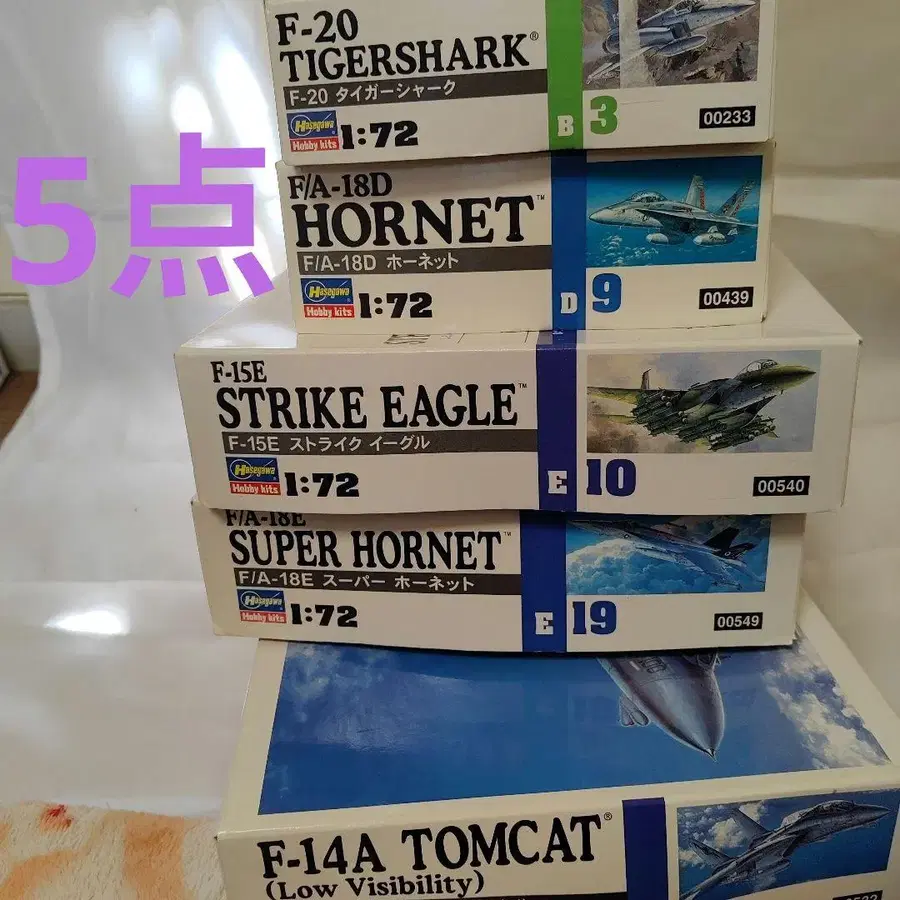 F-20
TIGERSHARK®
F-20 タイガーシャーク
Hasegawa
Hobby kits
1:72
B 3
00233
5点
F/A-18D
HORNET™
F/A-18D ホーネット
Hasegawa
Hobby kits
1:72
D 9
00439
F-15E
STRIKE EAGLE™
F-15E ストライク イーグル
Hasegawa
Hobby kits
1:72
E 10
00540
F/A-18E
SUPER HORNET™
F/A-18E スーパー ホーネット
Hasegawa
Hobby kits
1:72
E 19
00549
F-14A TOMCAT®
(Low Visibility)